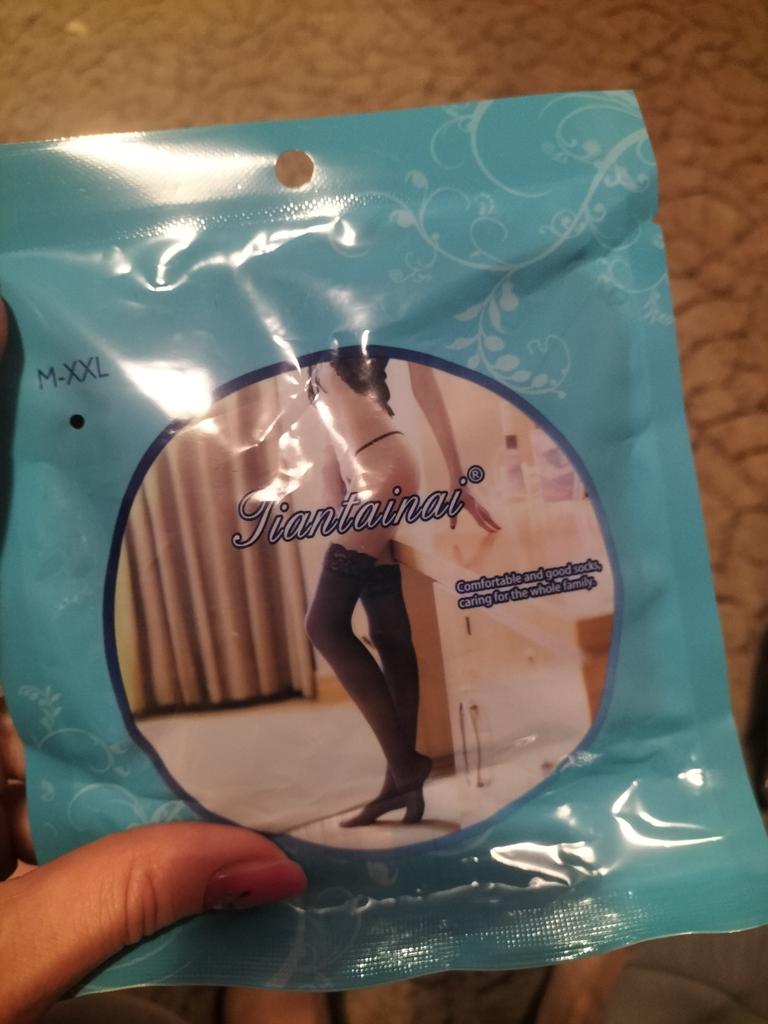 M-XXL
Tiantainai®
Comfortable and good socks,
caring for the whole family.